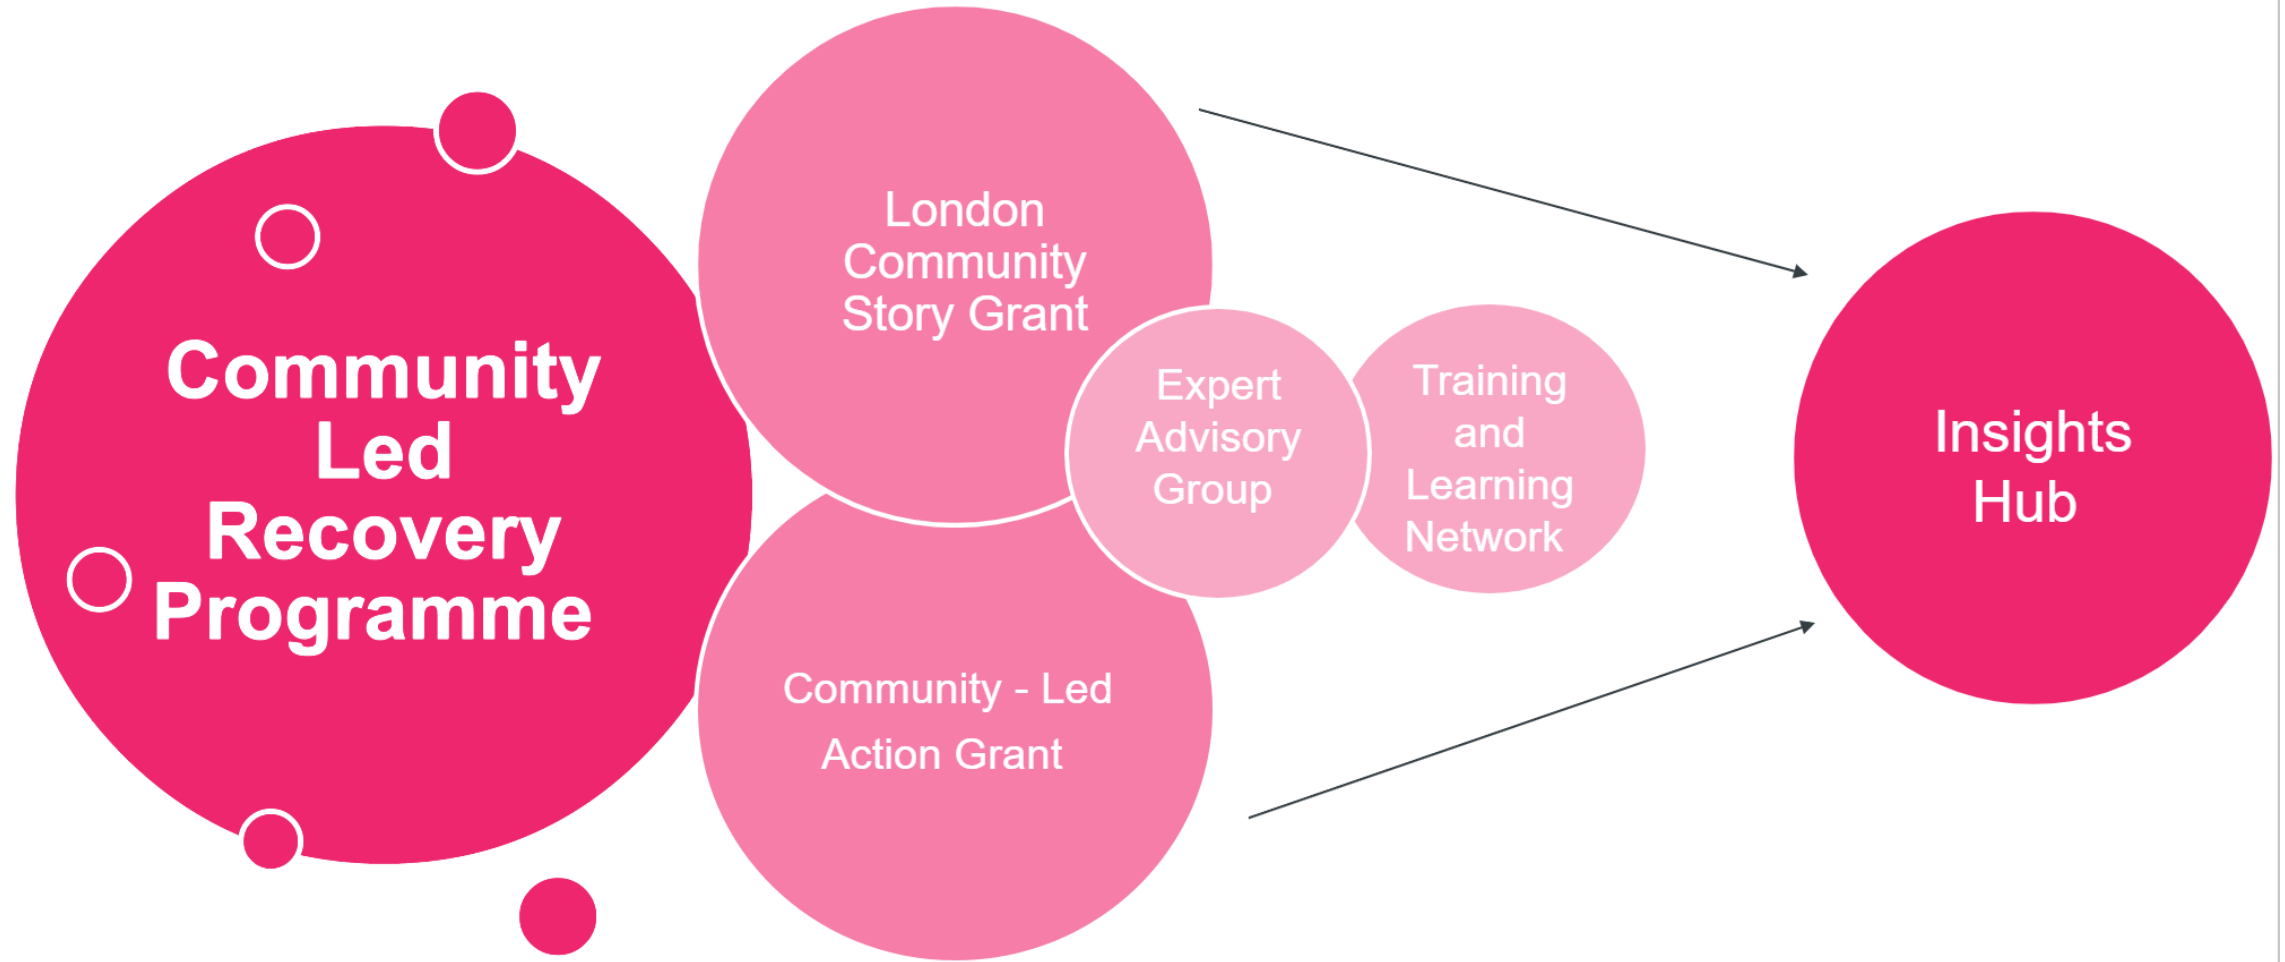 Community
Led
Recovery
Programme
London
Community
Story Grant
Community - Led
Action Grant
Expert
Advisory
Group
Training
and
Learning
Network
Insights
Hub